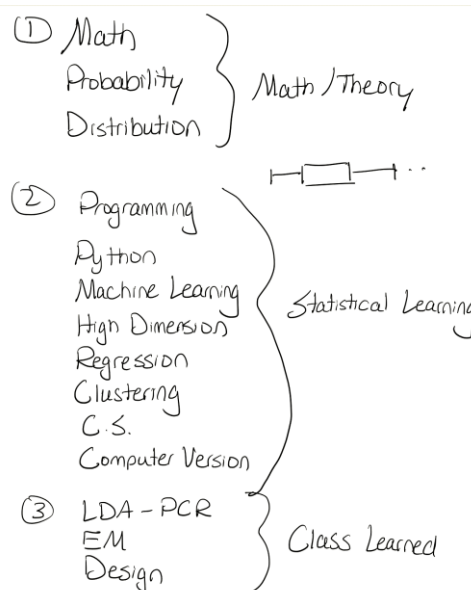 ① Math
Probability
Distribution
Math / Theory
② Programming
Python
Machine Learning
High Dimension
Regression
Clustering
C.S.
Computer Version
Statistical Learning
③ LDA - PCR
EM
Design
Class Learned